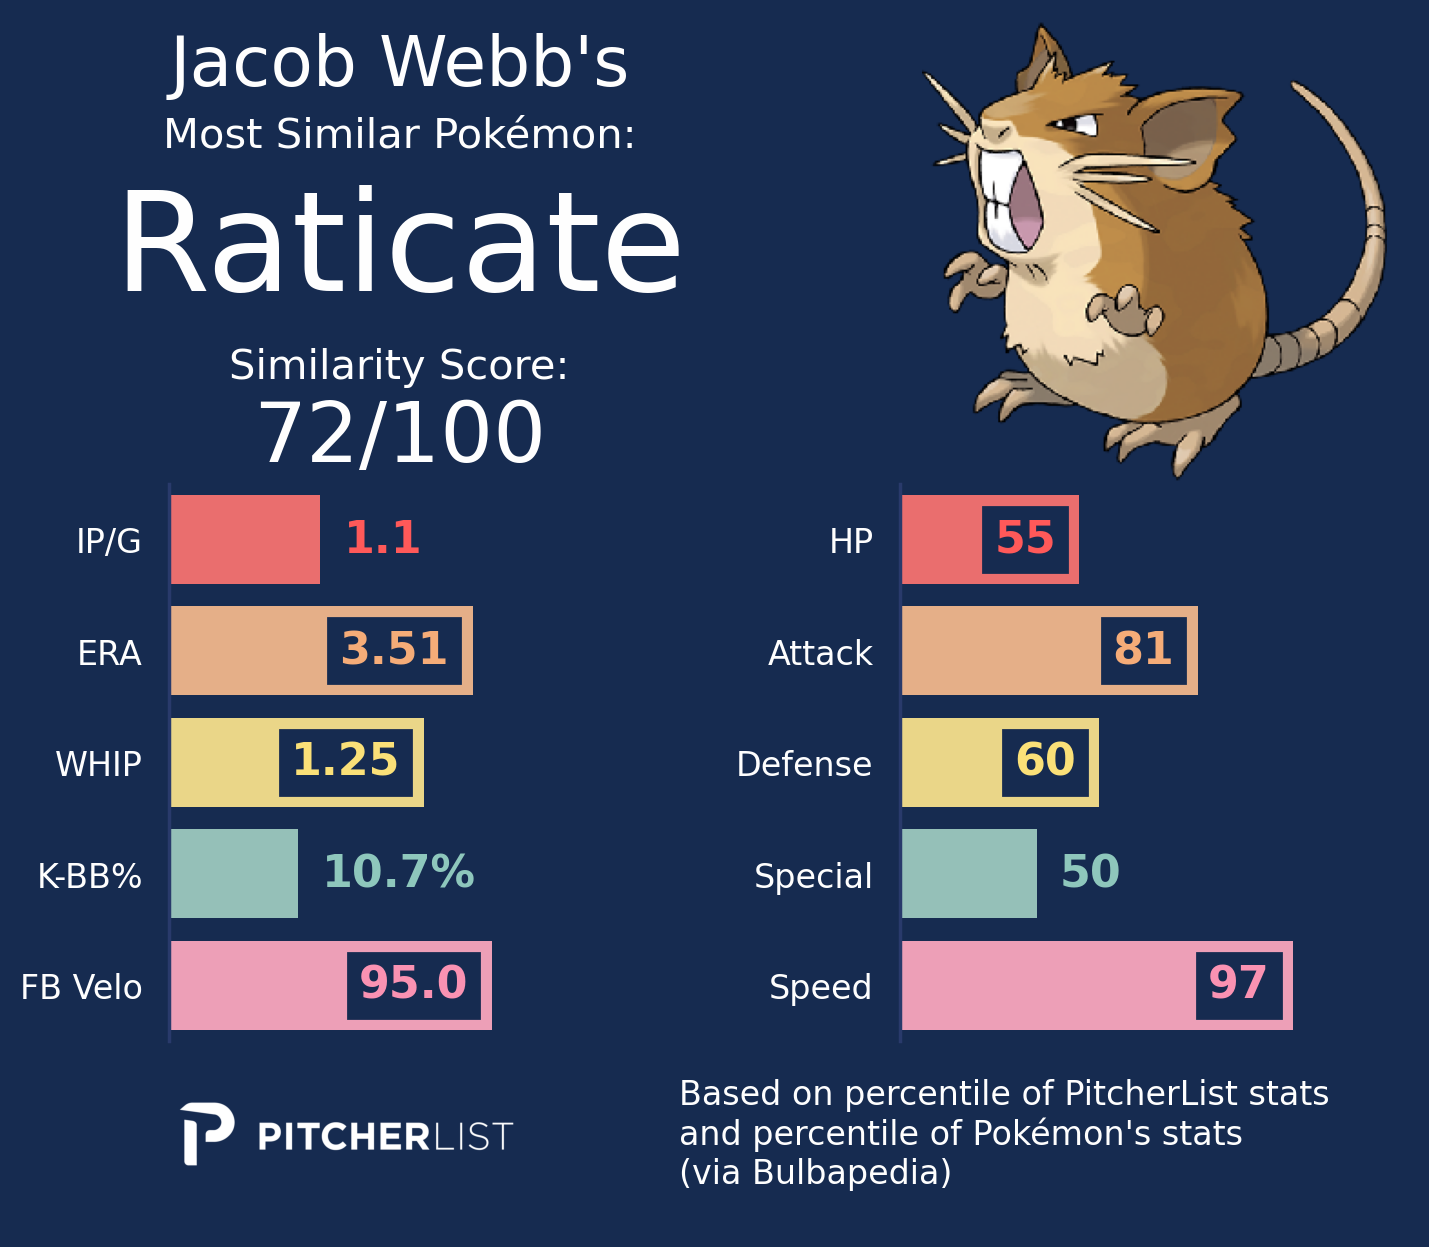 Jacob Webb's
Most Similar Pokémon:
Raticate
Similarity Score:
72/100
IP/G 1.1
ERA 3.51
WHIP 1.25
K-BB% 10.7%
FB Velo 95.0
HP 55
Attack 81
Defense 60
Special 50
Speed 97
PITCHERLIST
Based on percentile of PitcherList stats
and percentile of Pokémon's stats
(via Bulbapedia)